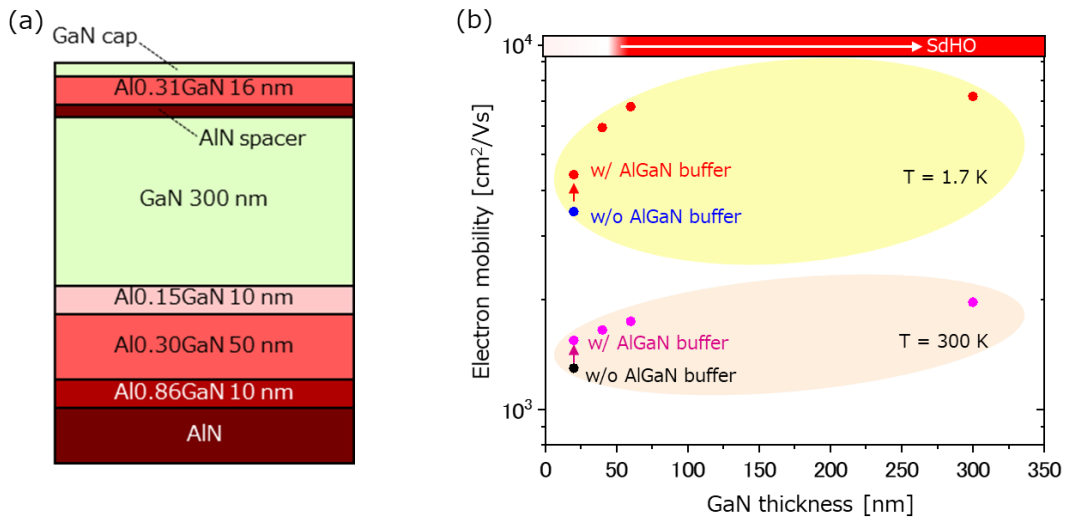 (a)
GaN cap
Al0.31GaN 16 nm
AlN spacer
GaN 300 nm
Al0.15GaN 10 nm
Al0.30GaN 50 nm
Al0.86GaN 10 nm
AlN
(b)
Electron mobility [cm²/Vs]
10⁴
10³
SdHO
w/ AlGaN buffer
w/o AlGaN buffer
T = 1.7 K
w/ AlGaN buffer
w/o AlGaN buffer
T = 300 K
0 50 100 150 200 250 300 350
GaN thickness [nm]